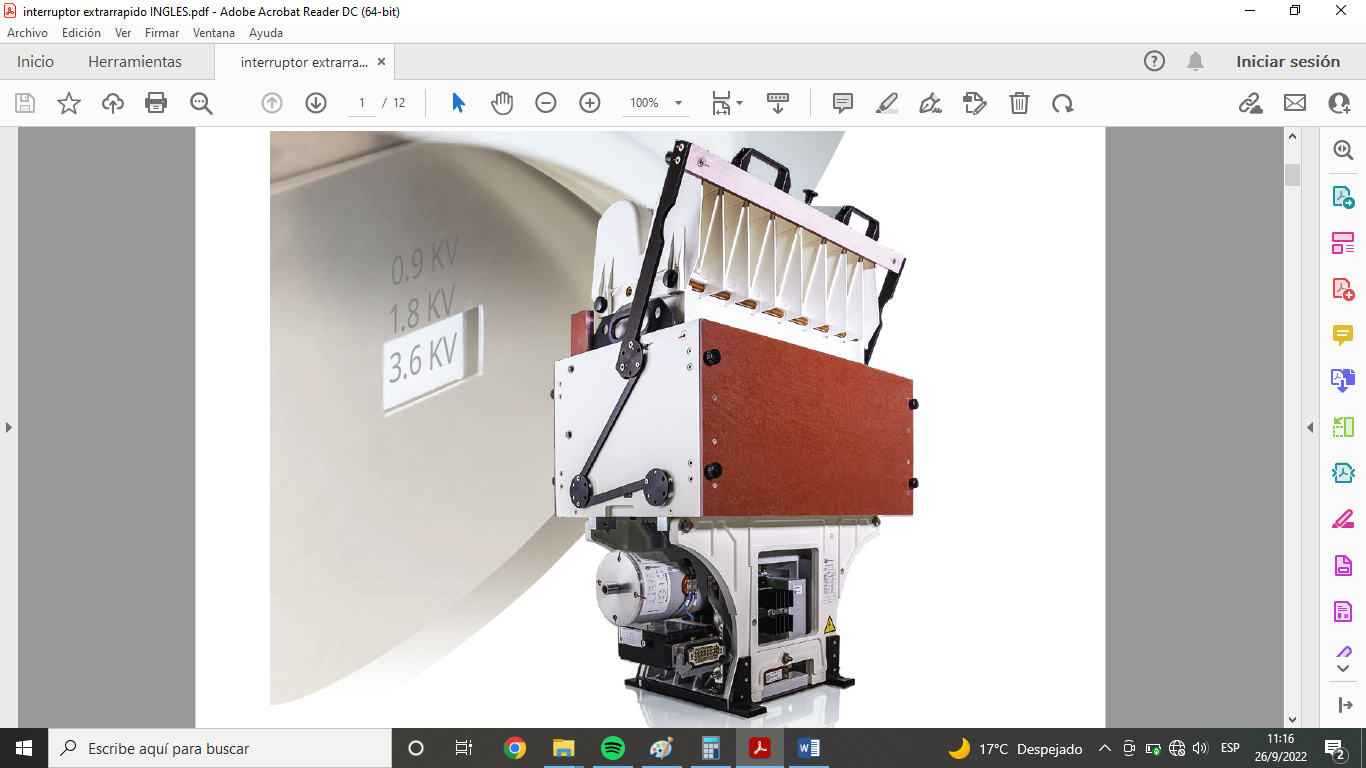 interruptor extrarrapido INGLES.pdf - Adobe Acrobat Reader DC (64-bit)
Archivo Edición Ver Firmar Ventana Ayuda
Inicio Herramientas interruptor extrarra... Iniciar sesión
1 / 12 100%
0.9 KV
1.8 KV
3.6 KV
Escribe aquí para buscar
17°C Despejado ESP 11:16
26/9/2022 2